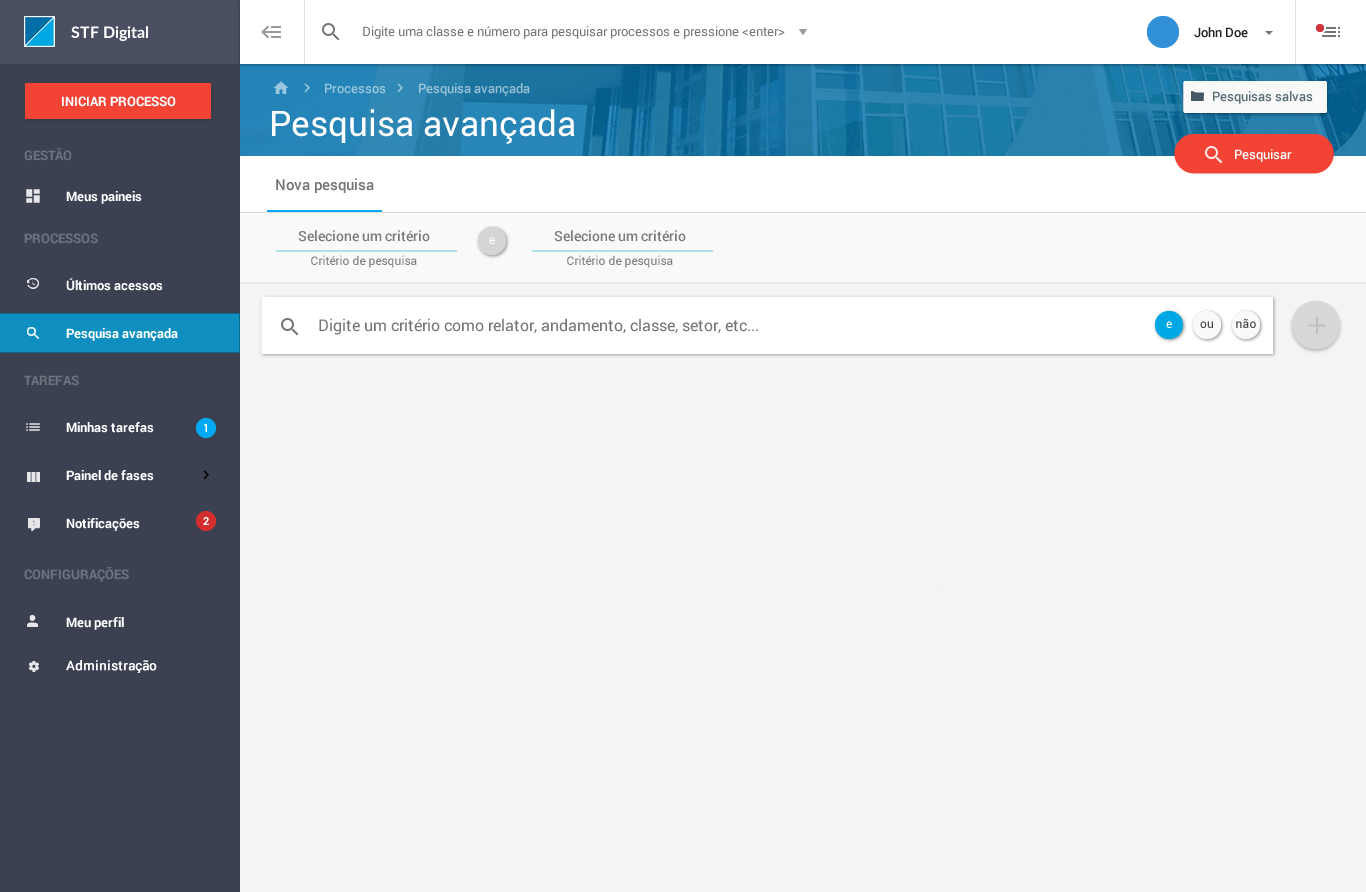 STF Digital
Digite uma classe e número para pesquisar processos e pressione <enter>
John Doe
INICIAR PROCESSO
GESTÃO
Meus paineis
PROCESSOS
Últimos acessos
Pesquisa avançada
TAREFAS
Minhas tarefas 1
Painel de fases
Notificações 2
CONFIGURAÇÕES
Meu perfil
Administração
Processos Pesquisa avançada
Pesquisa avançada
Pesquisas salvas
Pesquisar
Nova pesquisa
Selecione um critério e Selecione um critério
Critério de pesquisa Critério de pesquisa
Digite um critério como relator, andamento, classe, setor, etc... e ou não